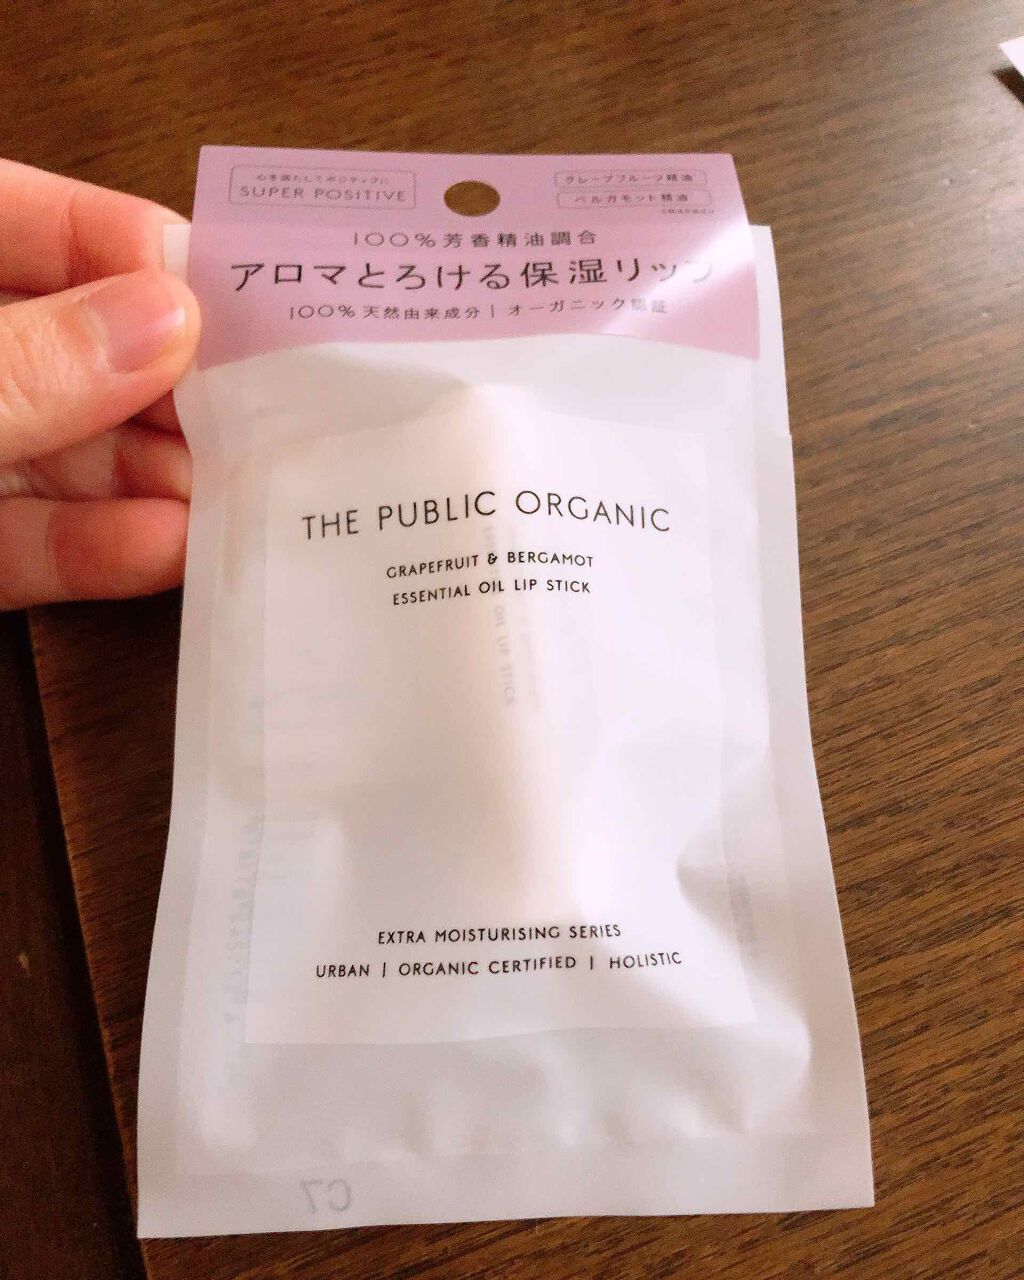 心を満たしてポジティブに
SUPER POSITIVE
グレープフルーツ精油
ベルガモット精油
100%芳香精油調合
アロマとろける保湿リップ
100%天然由来成分 | オーガニック認証
THE PUBLIC ORGANIC
GRAPEFRUIT & BERGAMOT
ESSENTIAL OIL LIP STICK
OIL LIP STICK
EXTRA MOISTURISING SERIES
URBAN | ORGANIC CERTIFIED | HOLISTIC
C7